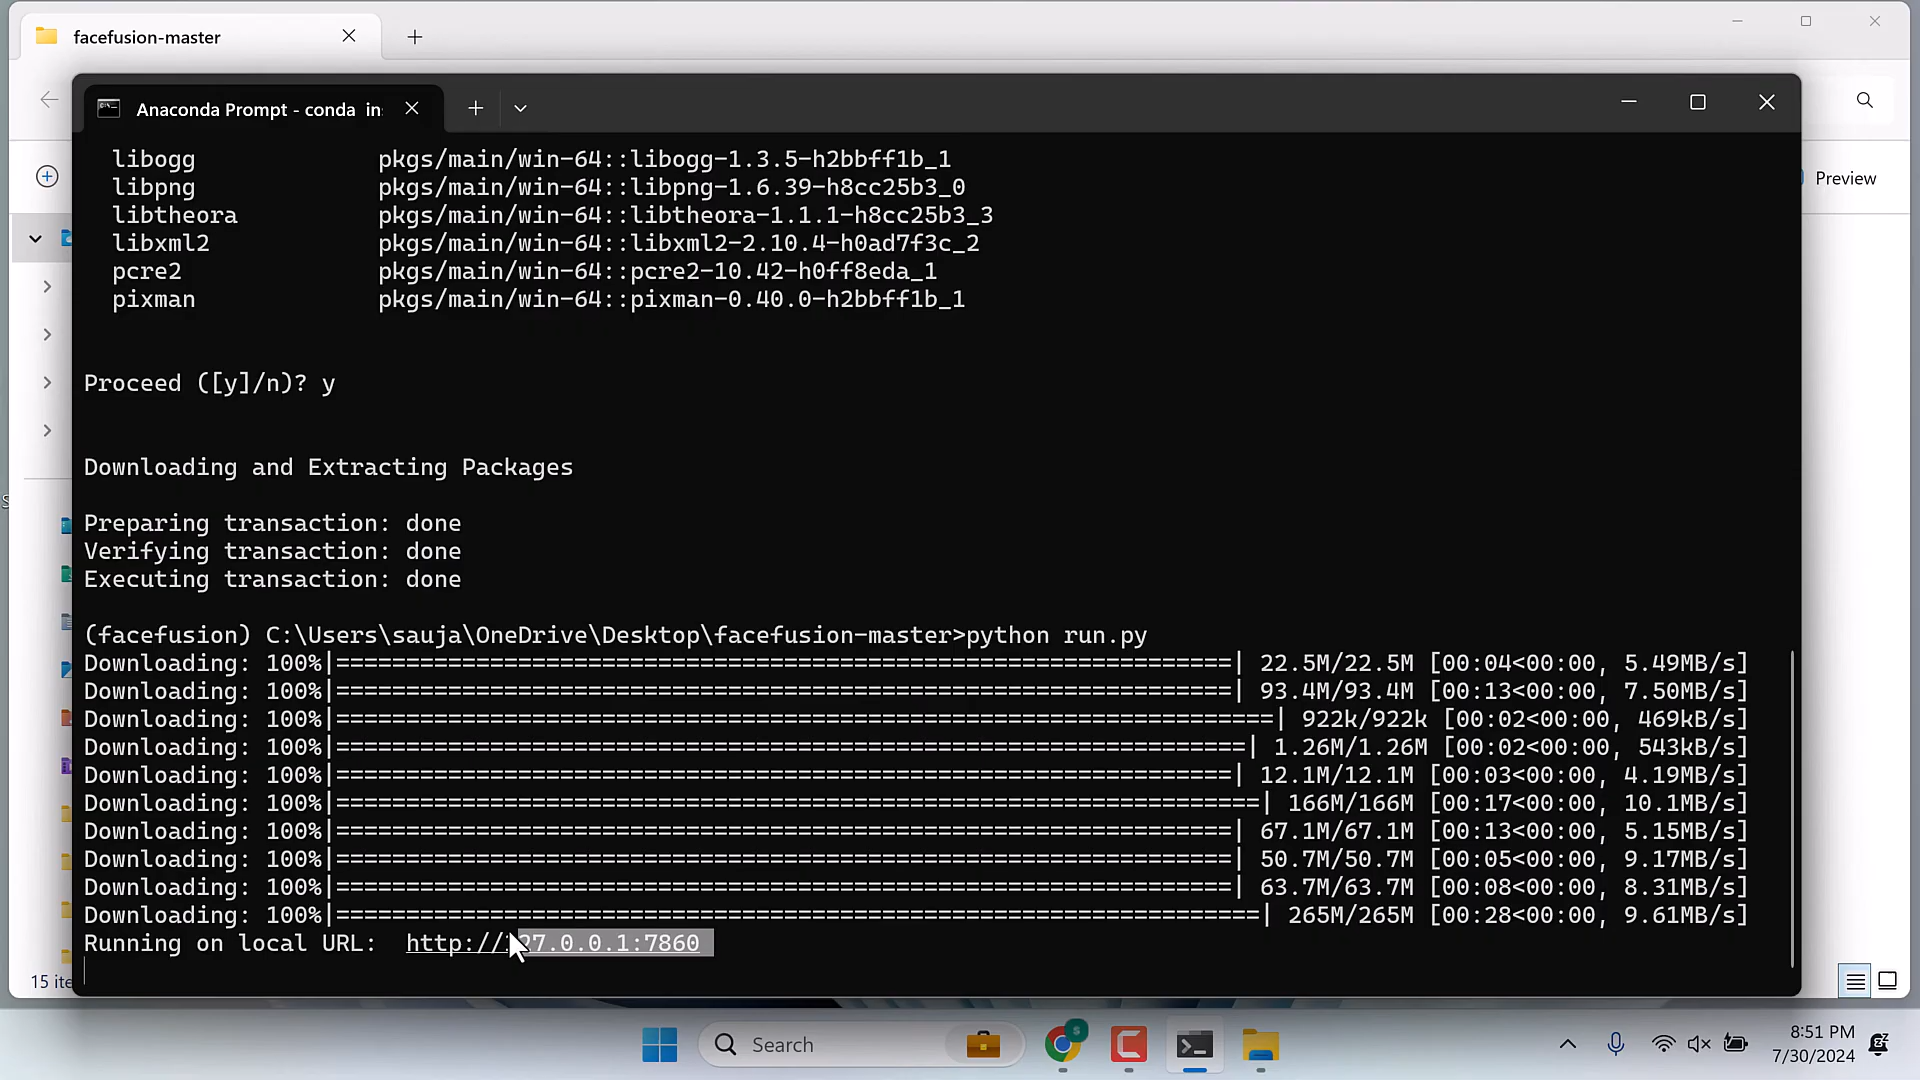 facefusion-master
Anaconda Prompt - conda in
Preview
libogg pkgs/main/win-64::libogg-1.3.5-h2bbff1b_1
libpng pkgs/main/win-64::libpng-1.6.39-h8cc25b3_0
libtheora pkgs/main/win-64::libtheora-1.1.1-h8cc25b3_3
libxml2 pkgs/main/win-64::libxml2-2.10.4-h0ad7f3c_2
pcre2 pkgs/main/win-64::pcre2-10.42-h0ff8eda_1
pixman pkgs/main/win-64::pixman-0.40.0-h2bbff1b_1
Proceed ([y]/n)? y
Downloading and Extracting Packages
Preparing transaction: done
Verifying transaction: done
Executing transaction: done
(facefusion) C:\Users\sauja\OneDrive\Desktop\facefusion-master>python run.py
Downloading: 100%|================================================================| 22.5M/22.5M [00:04<00:00, 5.49MB/s]
Downloading: 100%|================================================================| 93.4M/93.4M [00:13<00:00, 7.50MB/s]
Downloading: 100%|===================================================================| 922k/922k [00:02<00:00, 469kB/s]
Downloading: 100%|=================================================================| 1.26M/1.26M [00:02<00:00, 543kB/s]
Downloading: 100%|================================================================| 12.1M/12.1M [00:03<00:00, 4.19MB/s]
Downloading: 100%|==================================================================| 166M/166M [00:17<00:00, 10.1MB/s]
Downloading: 100%|================================================================| 67.1M/67.1M [00:13<00:00, 5.15MB/s]
Downloading: 100%|================================================================| 50.7M/50.7M [00:05<00:00, 9.17MB/s]
Downloading: 100%|================================================================| 63.7M/63.7M [00:08<00:00, 8.31MB/s]
Downloading: 100%|==================================================================| 265M/265M [00:28<00:00, 9.61MB/s]
Running on local URL: http://127.0.0.1:7860
15 ite
Search
8:51 PM
7/30/2024